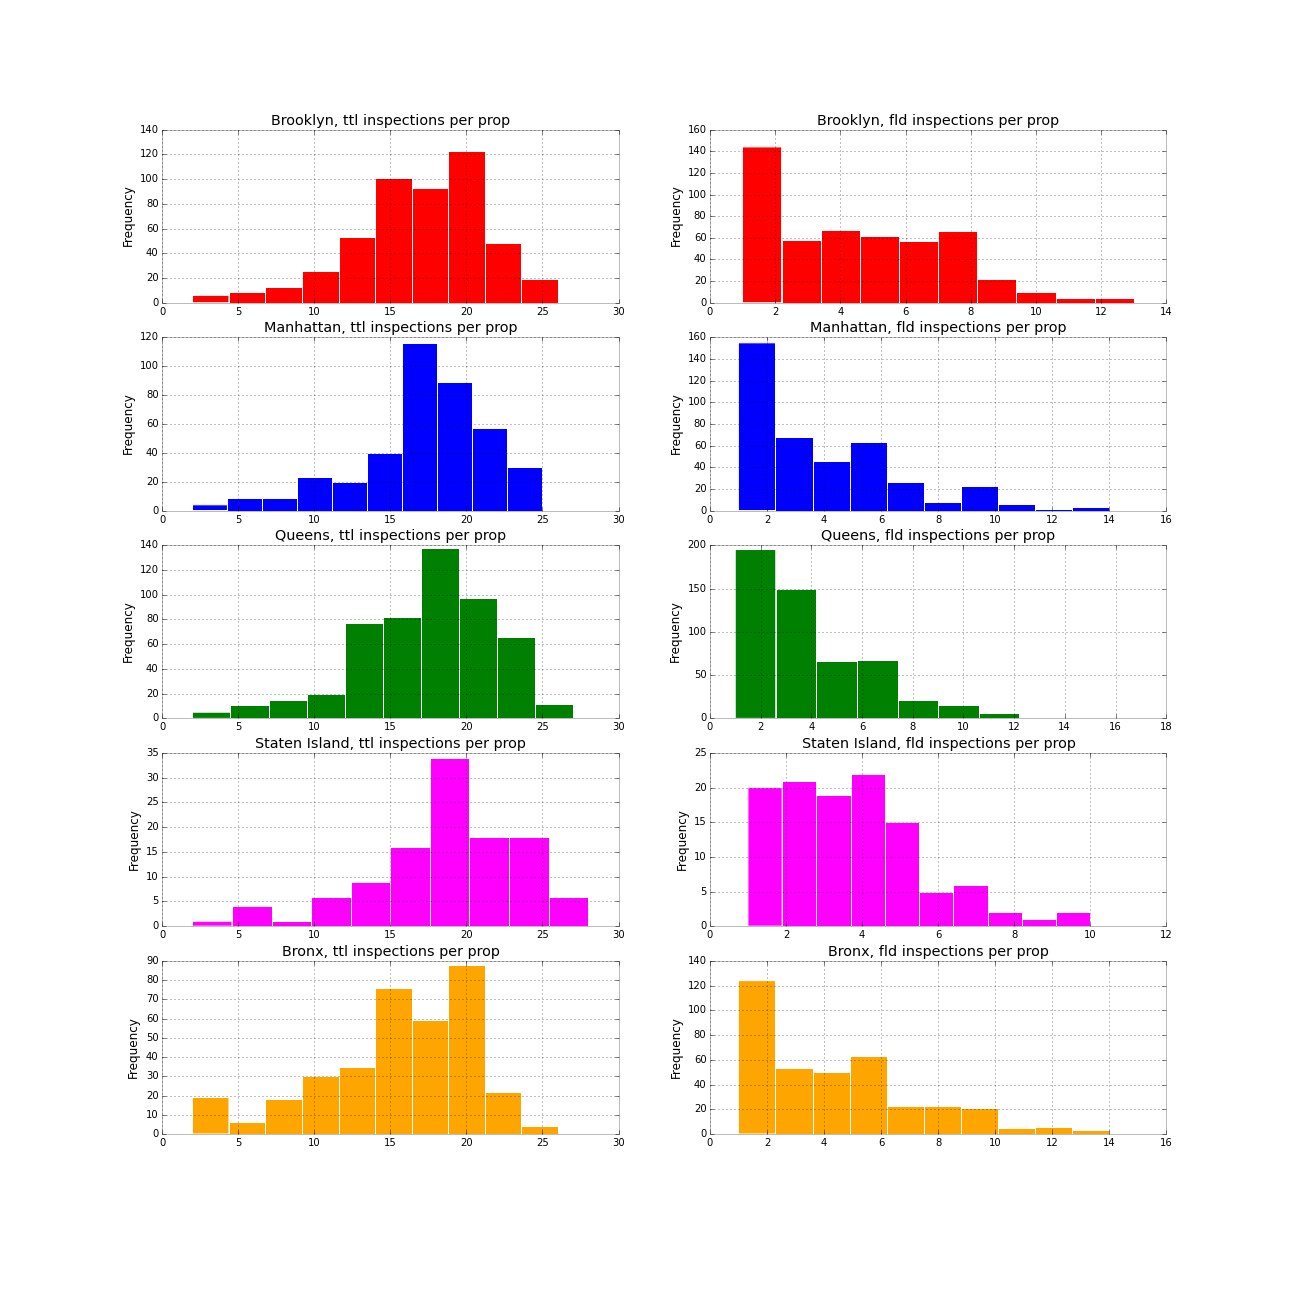 Brooklyn, ttl inspections per prop
Frequency
140
120
100
80
60
40
20
0
0 5 10 15 20 25 30
Brooklyn, fld inspections per prop
Frequency
160
140
120
100
80
60
40
20
0
0 2 4 6 8 10 12 14
Manhattan, ttl inspections per prop
Frequency
120
100
80
60
40
20
0
0 5 10 15 20 25 30
Manhattan, fld inspections per prop
Frequency
160
140
120
100
80
60
40
20
0
0 2 4 6 8 10 12 14 16
Queens, ttl inspections per prop
Frequency
140
120
100
80
60
40
20
0
0 5 10 15 20 25 30
Queens, fld inspections per prop
Frequency
200
150
100
50
0
0 2 4 6 8 10 12 14 16 18
Staten Island, ttl inspections per prop
Frequency
35
30
25
20
15
10
5
0
0 5 10 15 20 25 30
Staten Island, fld inspections per prop
Frequency
25
20
15
10
5
0
0 2 4 6 8 10 12
Bronx, ttl inspections per prop
Frequency
90
80
70
60
50
40
30
20
10
0
0 5 10 15 20 25 30
Bronx, fld inspections per prop
Frequency
140
120
100
80
60
40
20
0
0 2 4 6 8 10 12 14 16